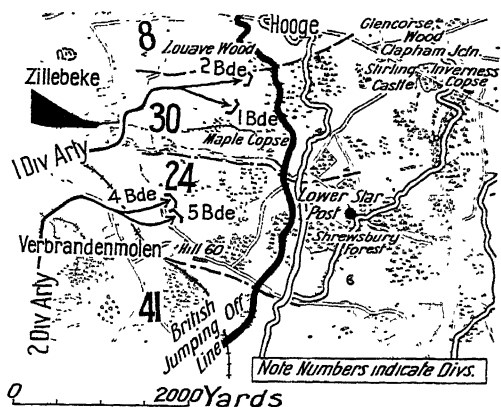 8
Hooge
Glencorse
Wood
Clapham Jctn.
Louave Wood
Zillebeke
2 Bde
Stirling
Castle
Inverness
Copse
30
1 Bde
Maple Copse
1 Div Arty
24
4 Bde
5 Bde
Lower Star
Post
Shrewsbury
forest
Verbrandenmolen
Hill 60
2 Div Arty
41
British
Jumping Off
Line
6
Note Numbers indicate Divs.
0 2000 Yards